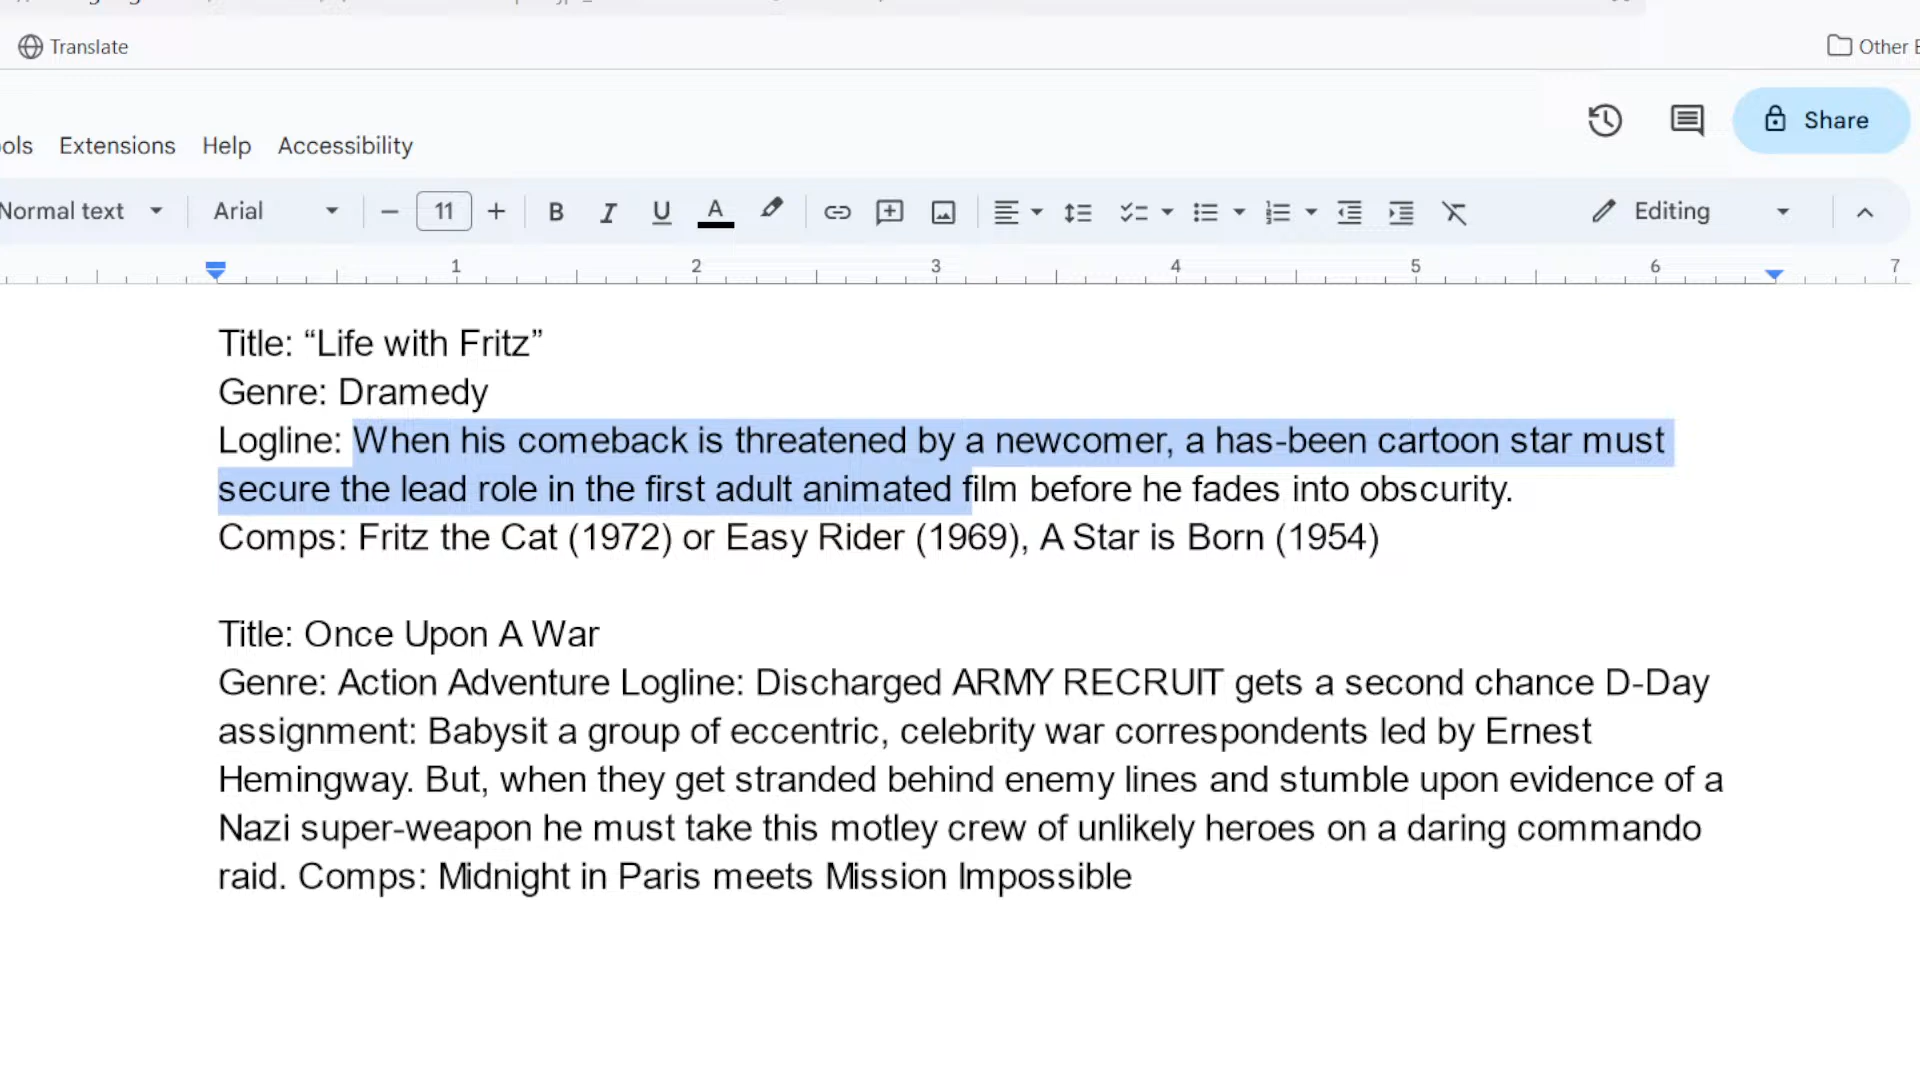 Translate
Other
Share
ols Extensions Help Accessibility
Normal text Arial 11 B I U A Editing
1 2 3 4 5 6 7
Title: “Life with Fritz”
Genre: Dramedy
Logline: When his comeback is threatened by a newcomer, a has-been cartoon star must
secure the lead role in the first adult animated film before he fades into obscurity.
Comps: Fritz the Cat (1972) or Easy Rider (1969), A Star is Born (1954)
Title: Once Upon A War
Genre: Action Adventure Logline: Discharged ARMY RECRUIT gets a second chance D-Day
assignment: Babysit a group of eccentric, celebrity war correspondents led by Ernest
Hemingway. But, when they get stranded behind enemy lines and stumble upon evidence of a
Nazi super-weapon he must take this motley crew of unlikely heroes on a daring commando
raid. Comps: Midnight in Paris meets Mission Impossible